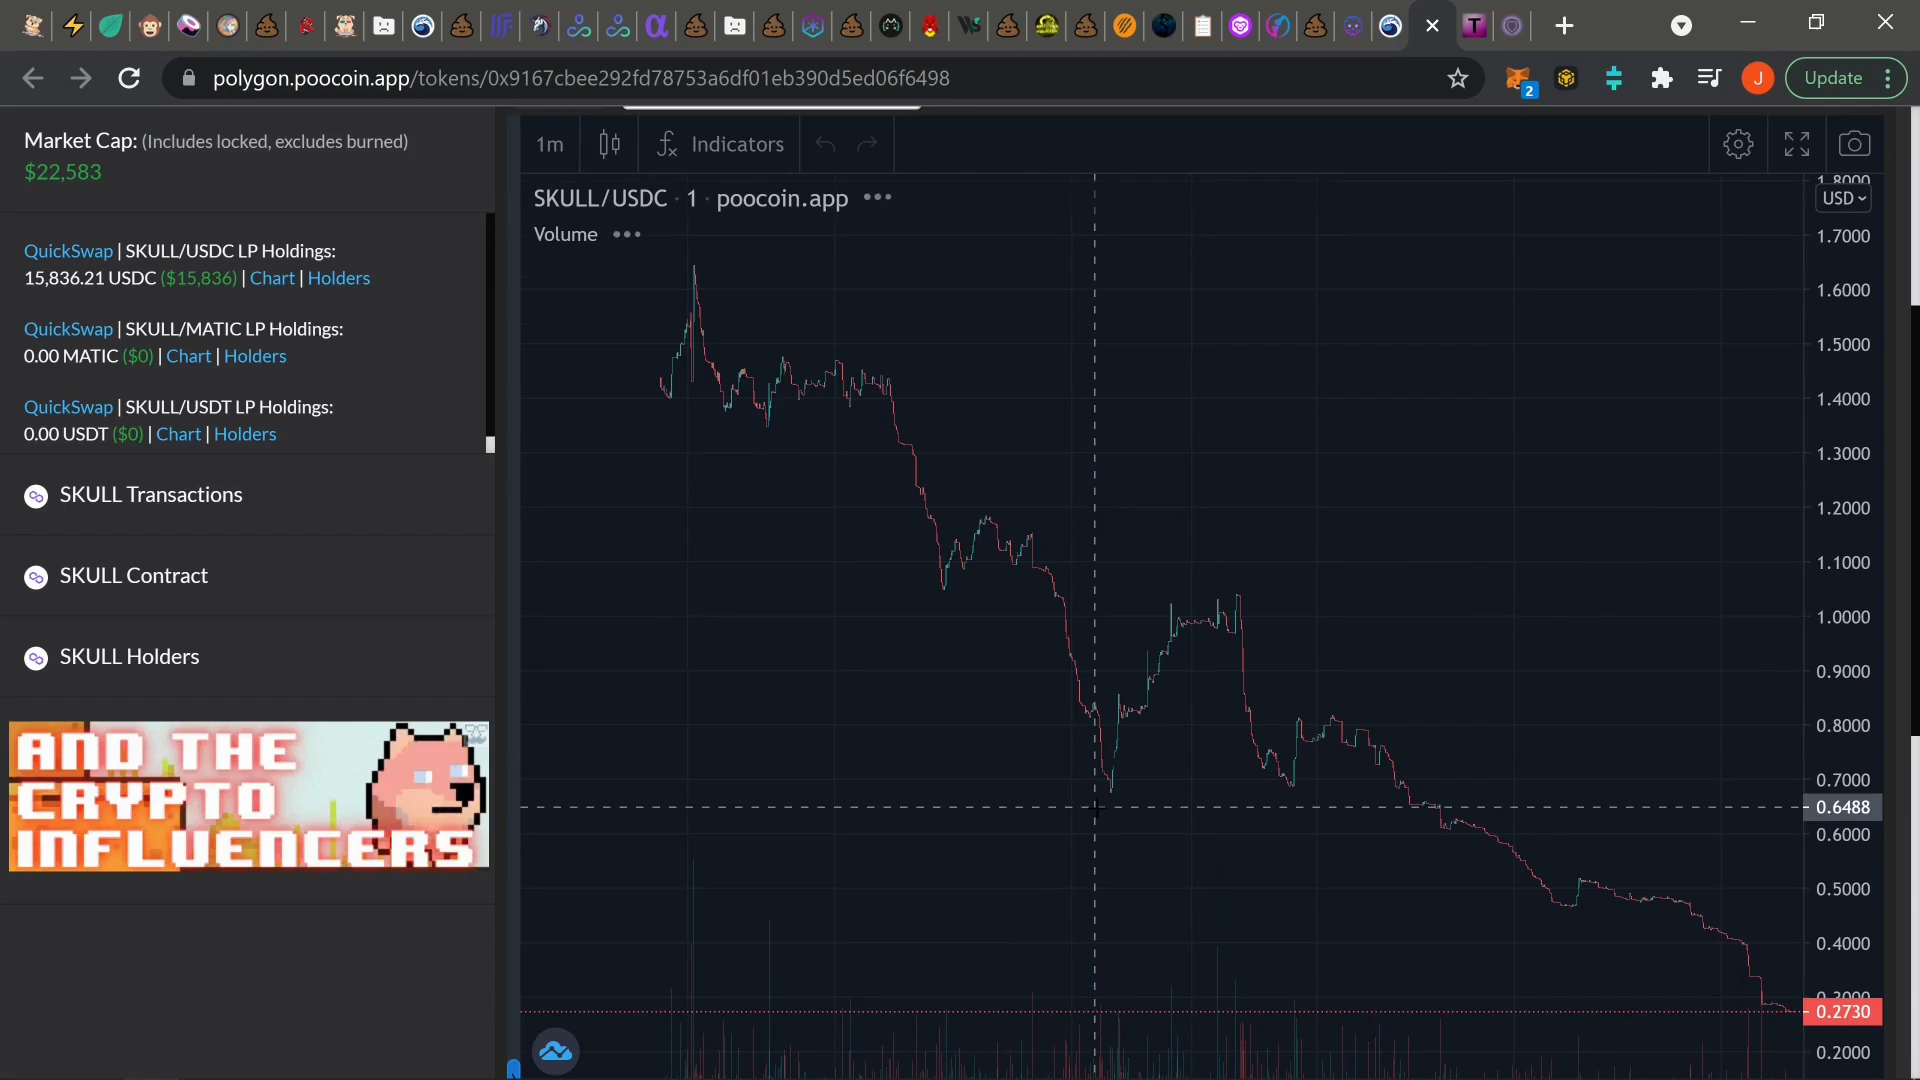 polygon.poocoin.app/tokens/0x9167cbee292fd78753a6df01eb390d5ed06f6498
2
J
Update
Market Cap: (Includes locked, excludes burned)
$22,583
QuickSwap | SKULL/USDC LP Holdings:
15,836.21 USDC ($15,836) | Chart | Holders
QuickSwap | SKULL/MATIC LP Holdings:
0.00 MATIC ($0) | Chart | Holders
QuickSwap | SKULL/USDT LP Holdings:
0.00 USDT ($0) | Chart | Holders
SKULL Transactions
SKULL Contract
SKULL Holders
AND THE
CRYPTO
INFLUENCERS
1m
Indicators
SKULL/USDC · 1 · poocoin.app
Volume
1.8000
USD
1.7000
1.6000
1.5000
1.4000
1.3000
1.2000
1.1000
1.0000
0.9000
0.8000
0.7000
0.6488
0.6000
0.5000
0.4000
0.3000
0.2730
0.2000